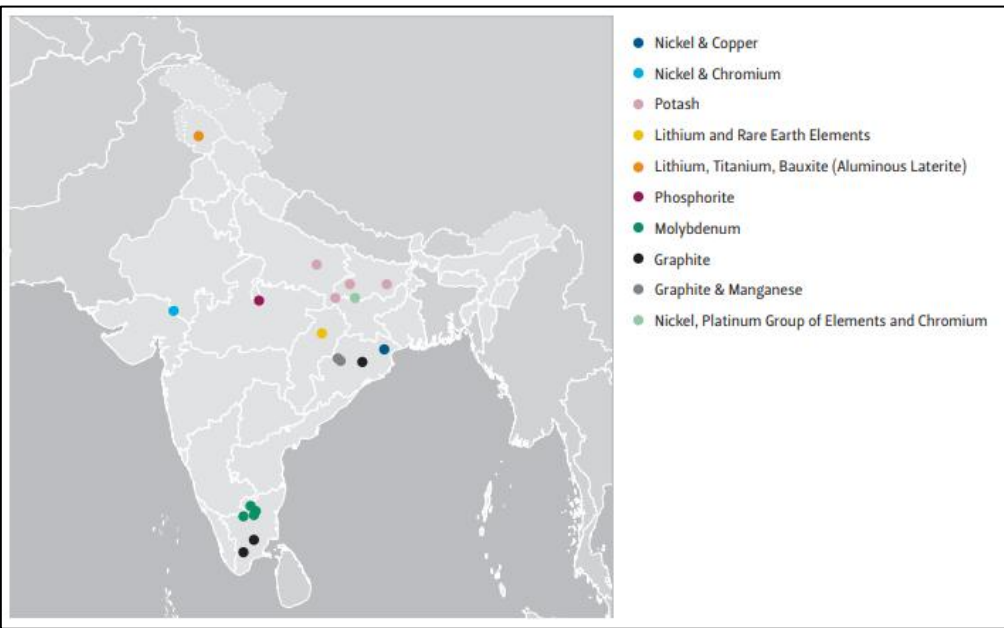 Nickel & Copper
Nickel & Chromium
Potash
Lithium and Rare Earth Elements
Lithium, Titanium, Bauxite (Aluminous Laterite)
Phosphorite
Molybdenum
Graphite
Graphite & Manganese
Nickel, Platinum Group of Elements and Chromium